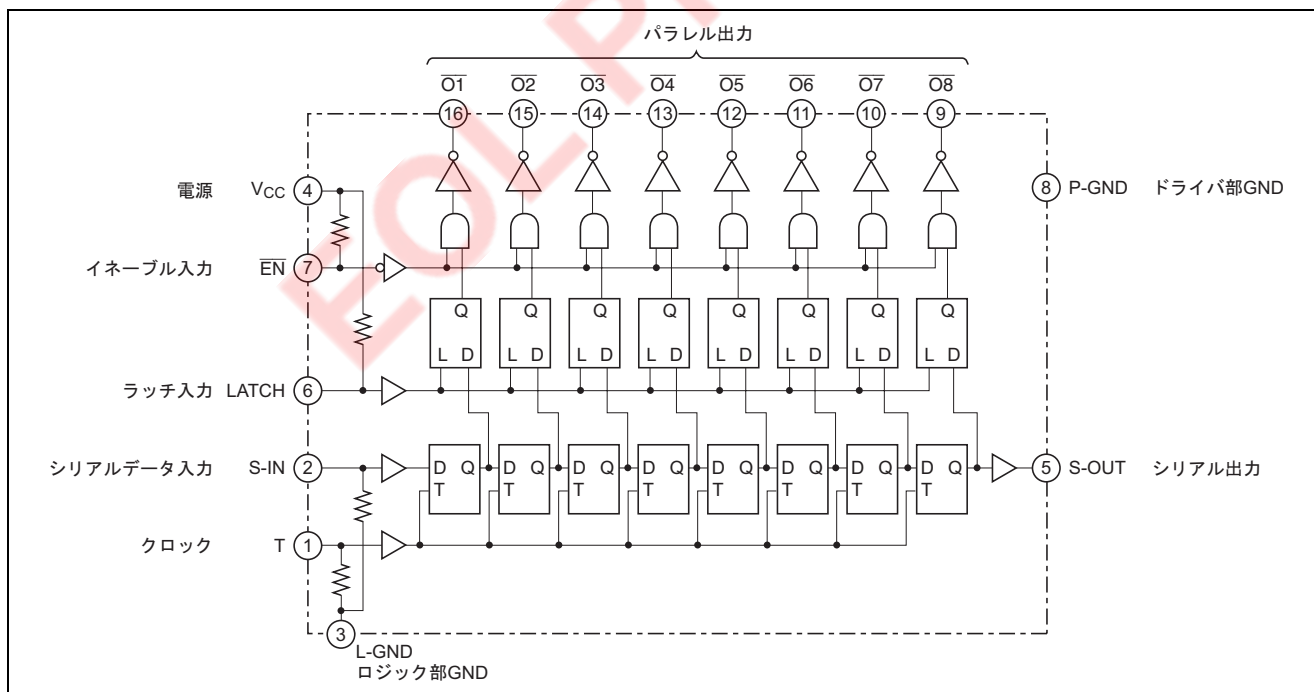 パラレル出力
O1 O2 O3 O4 O5 O6 O7 O8
16 15 14 13 12 11 10 9
電源 VCC 4
8 P-GND ドライバ部GND
イネーブル入力 EN 7
Q Q Q Q Q Q Q Q
L D L D L D L D L D L D L D L D
ラッチ入力 LATCH 6
シリアルデータ入力 S-IN 2
D Q D Q D Q D Q D Q D Q D Q D Q
T T T T T T T T
5 S-OUT シリアル出力
クロック T 1
3
L-GND
ロジック部GND
EOL